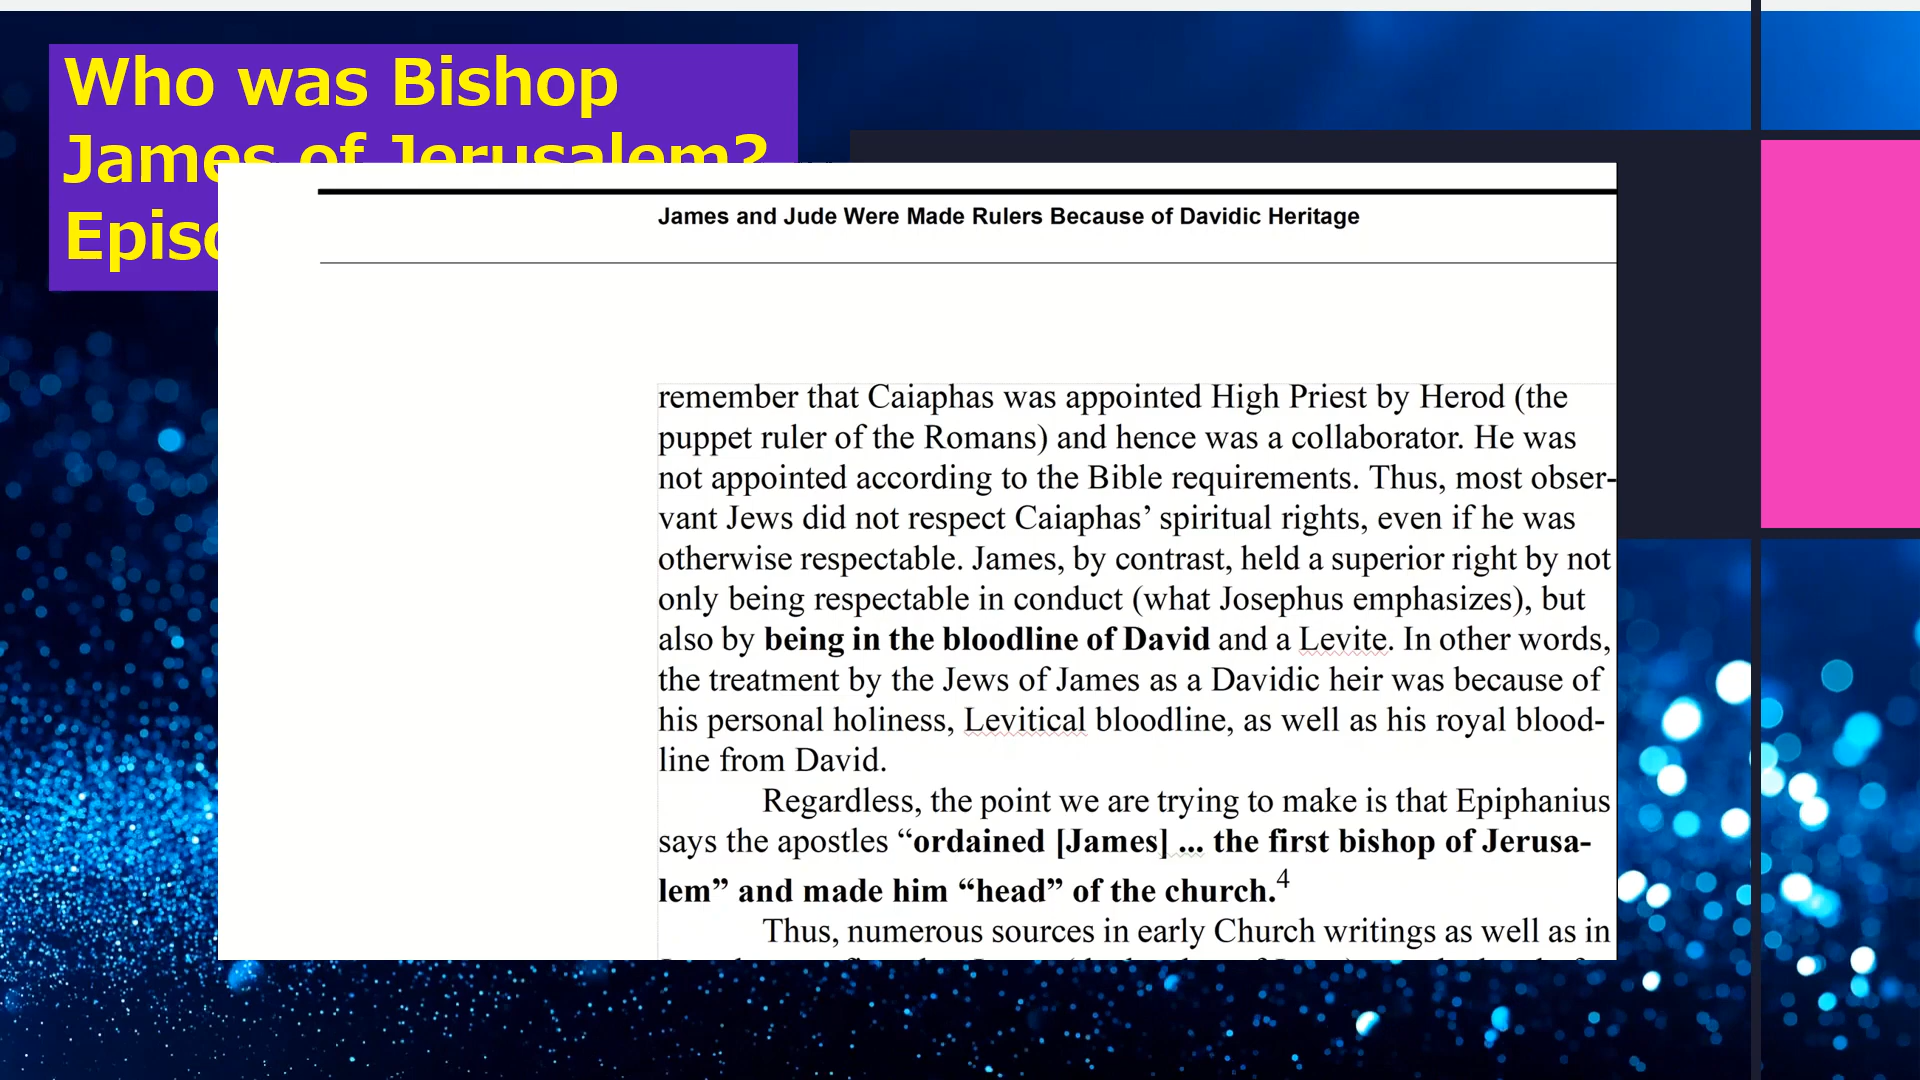 Who was Bishop
James of Jerusalem?
James and Jude Were Made Rulers Because of Davidic Heritage
remember that Caiaphas was appointed High Priest by Herod (the
puppet ruler of the Romans) and hence was a collaborator. He was
not appointed according to the Bible requirements. Thus, most obser-
vant Jews did not respect Caiaphas’ spiritual rights, even if he was
otherwise respectable. James, by contrast, held a superior right by not
only being respectable in conduct (what Josephus emphasizes), but
also by being in the bloodline of David and a Levite. In other words,
the treatment by the Jews of James as a Davidic heir was because of
his personal holiness, Levitical bloodline, as well as his royal blood-
line from David.
Regardless, the point we are trying to make is that Epiphanius
says the apostles “ordained [James] ... the first bishop of Jerusa-
lem” and made him “head” of the church.4
Thus, numerous sources in early Church writings as well as in